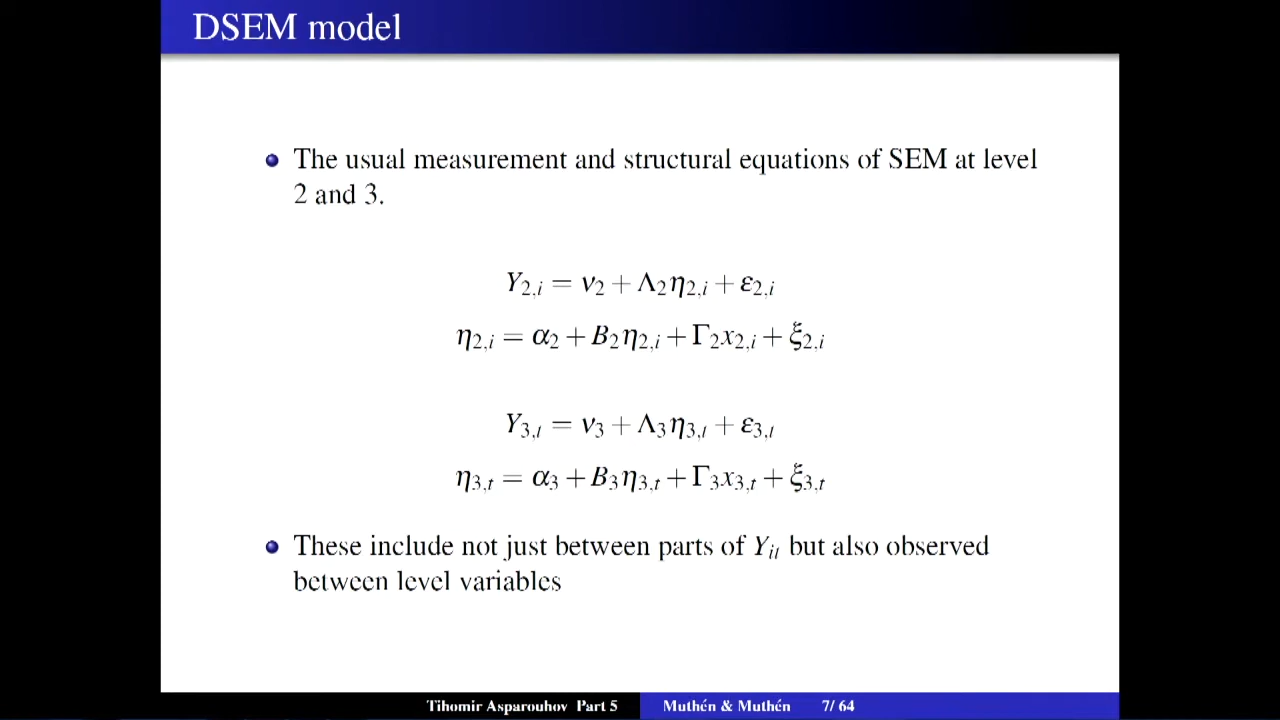 DSEM model
The usual measurement and structural equations of SEM at level
2 and 3.
Y₂,ᵢ = ν₂ + Λ₂η₂,ᵢ + ε₂,ᵢ
η₂,ᵢ = α₂ + B₂η₂,ᵢ + Γ₂x₂,ᵢ + ξ₂,ᵢ
Y₃,ₜ = ν₃ + Λ₃η₃,ₜ + ε₃,ₜ
η₃,ₜ = α₃ + B₃η₃,ₜ + Γ₃x₃,ₜ + ξ₃,ₜ
These include not just between parts of Yᵢₜ but also observed
between level variables
Tihomir Asparouhov Part 5 Muthén & Muthén 7/ 64